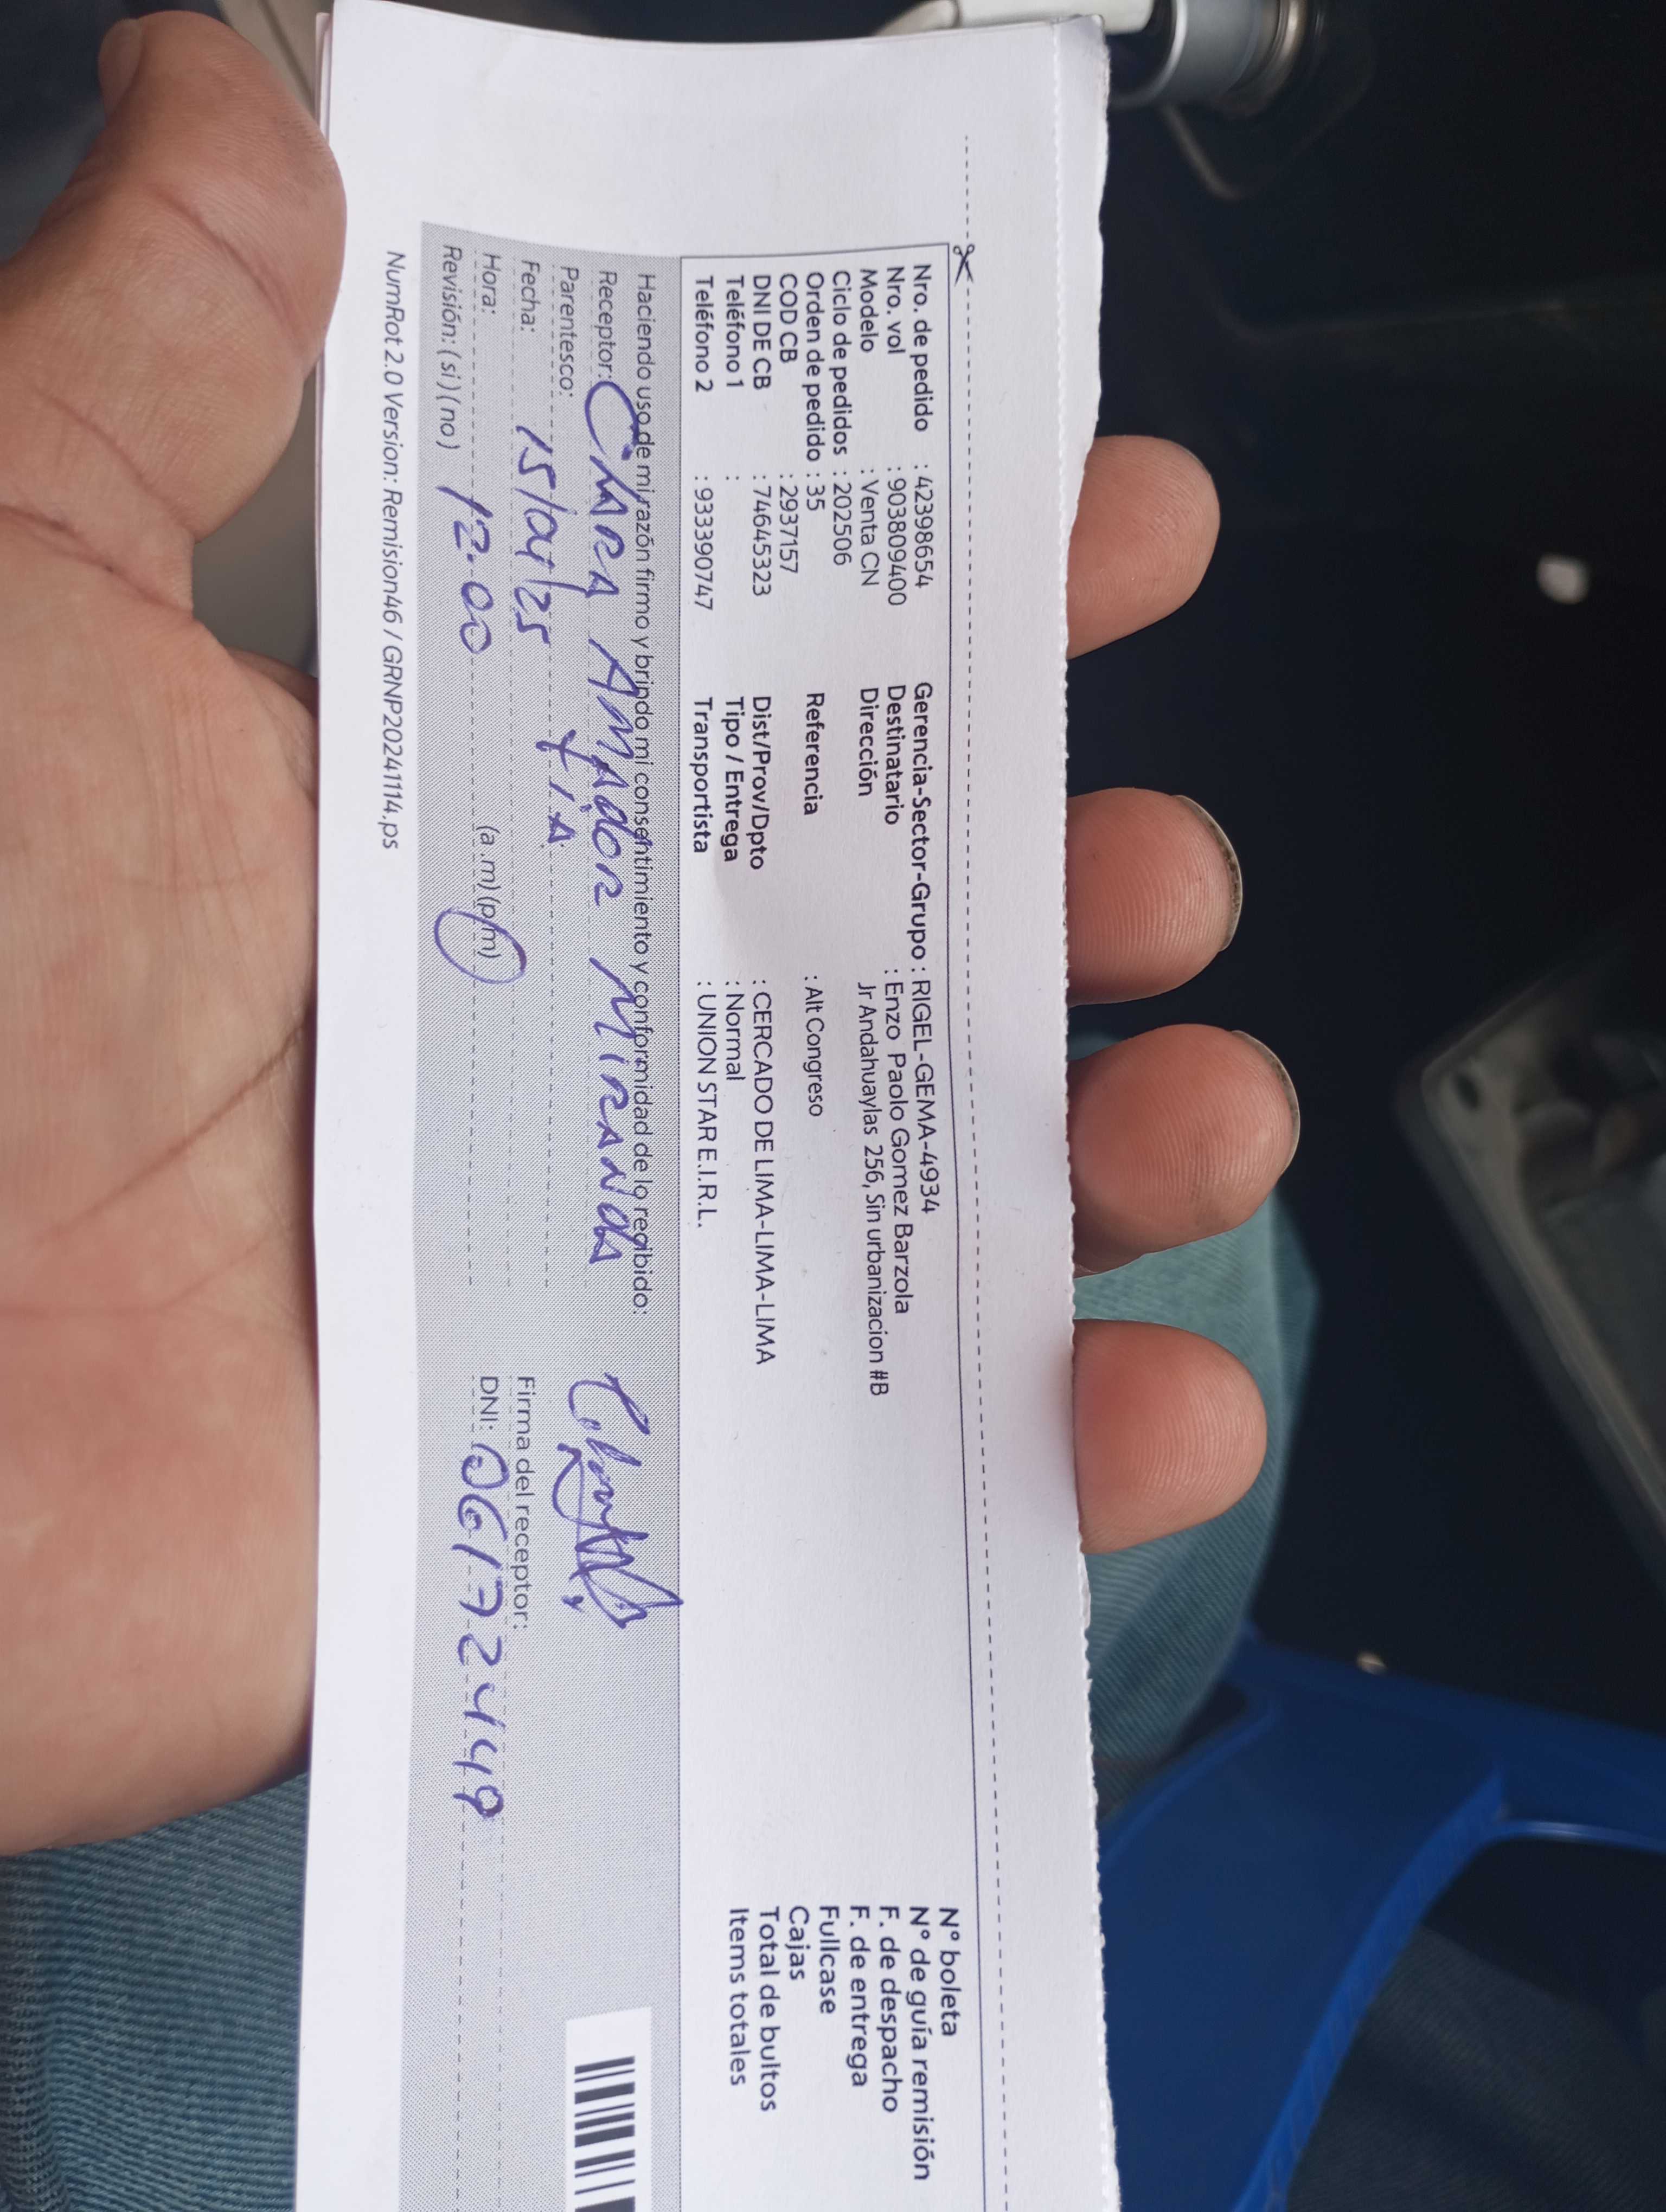 Nro. de pedido : 42398654
Nro. vol : 903809400
Modelo : Venta CN
Ciclo de pedidos : 202506
Orden de pedido : 35
COD CB : 2937157
DNI DE CB : 74645323
Teléfono 1 :
Teléfono 2 : 933390747
Gerencia-Sector-Grupo : RIGEL-GEMA-4934
Destinatario : Enzo Paolo Gomez Barzola
Dirección Jr Andahuaylas 256, Sin urbanizacion #B
Referencia : Alt Congreso
Dist/Prov/Dpto : CERCADO DE LIMA-LIMA-LIMA
Tipo / Entrega : Normal
Transportista : UNION STAR E.I.R.L.
N° boleta
N° de guía remisión
F. de despacho
F. de entrega
Fullcase
Cajas
Total de bultos
Items totales
Haciendo uso de mi razón firmo y brindo mi consentimiento y conformidad de lo recibido:
Receptor: Clara Amador Miranda
Parentesco: tía
Fecha: 15/04/25
Hora: 12.00 (a.m) (p.m)
Revisión: (si) (no)
Firma del receptor:
DNI: 06172449
NumRot 2.0 Version: Remision46 / GRNP20241114.ps